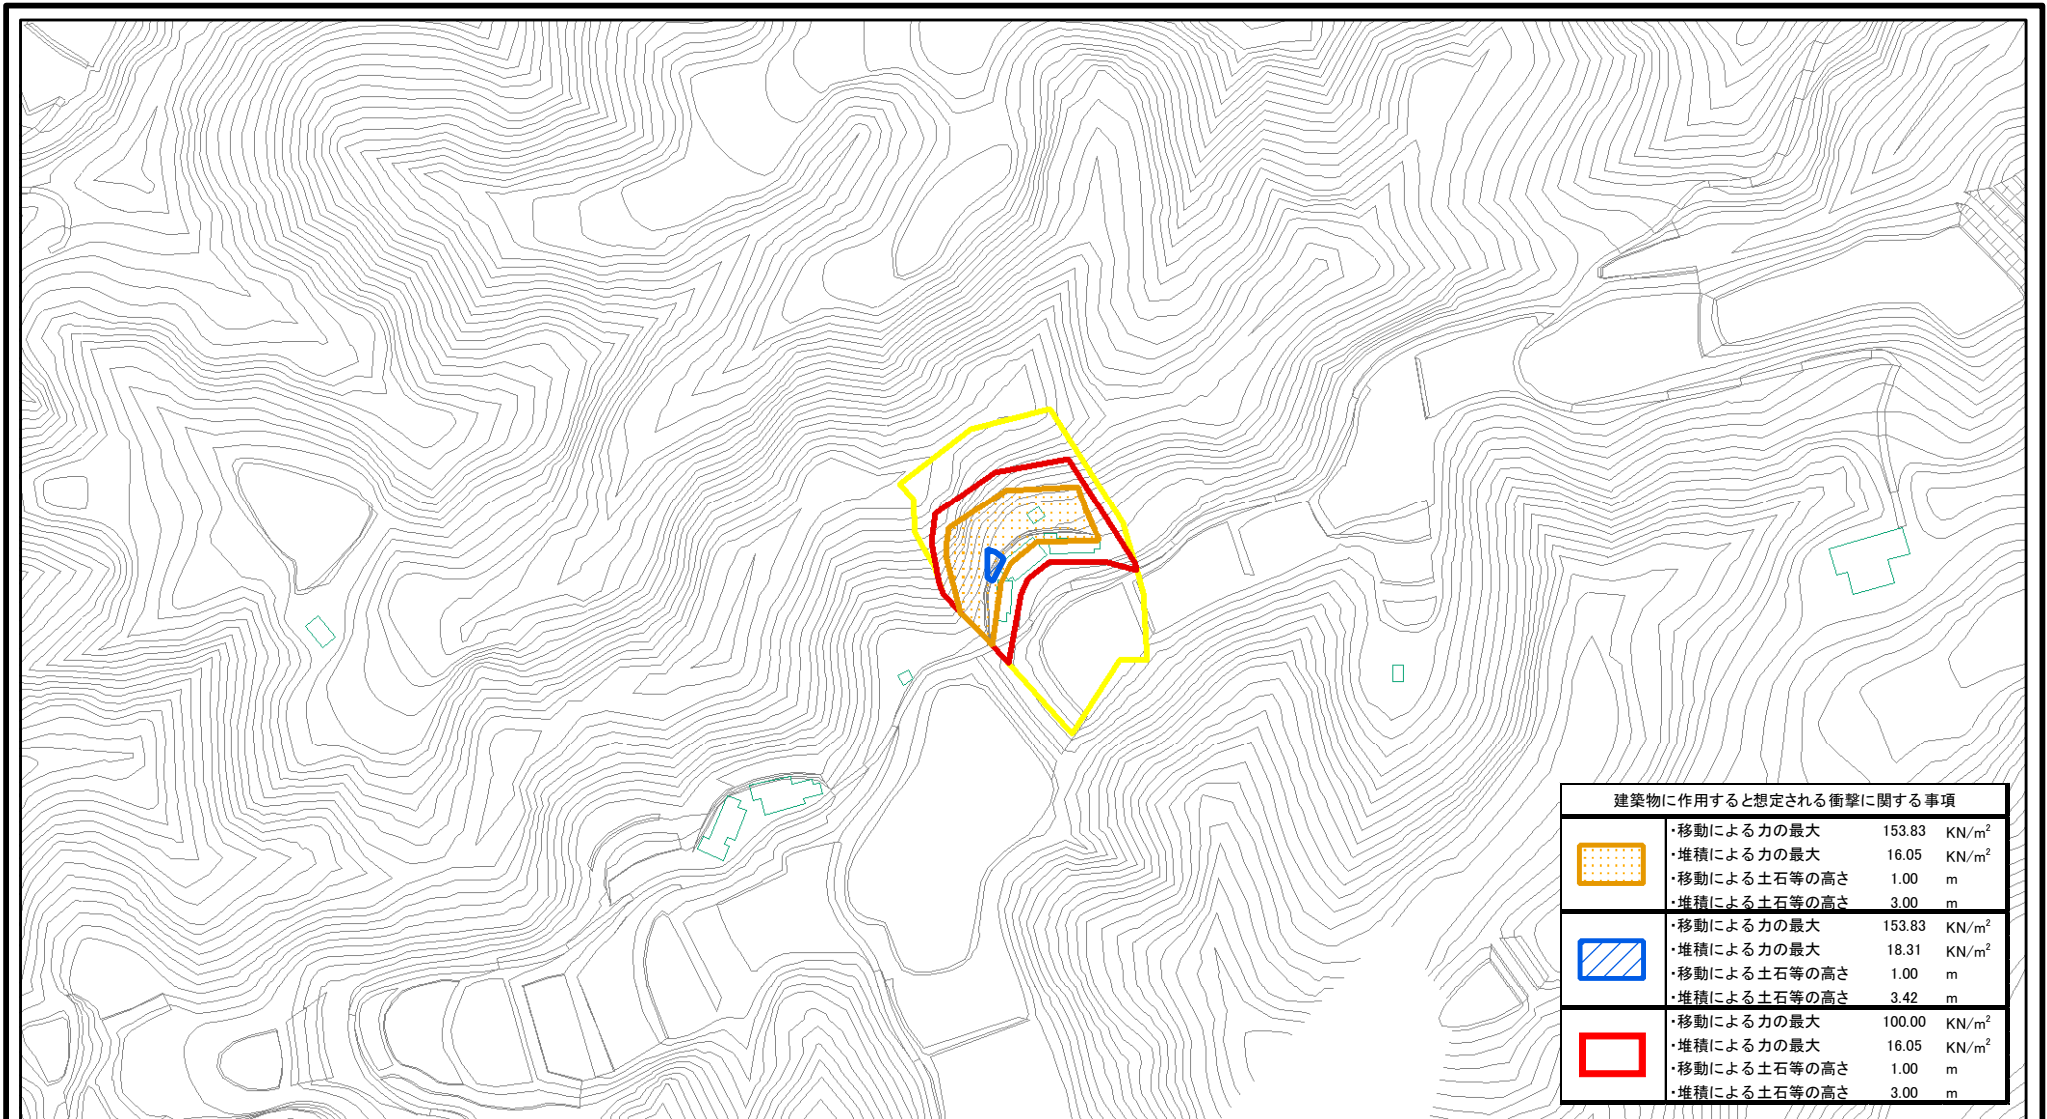 建築物に作用すると想定される衝撃に関する事項
・移動による力の最大 153.83 KN/m²
・堆積による力の最大 16.05 KN/m²
・移動による土石等の高さ 1.00 m
・堆積による土石等の高さ 3.00 m
・移動による力の最大 153.83 KN/m²
・堆積による力の最大 18.31 KN/m²
・移動による土石等の高さ 1.00 m
・堆積による土石等の高さ 3.42 m
・移動による力の最大 100.00 KN/m²
・堆積による力の最大 16.05 KN/m²
・移動による土石等の高さ 1.00 m
・堆積による土石等の高さ 3.00 m